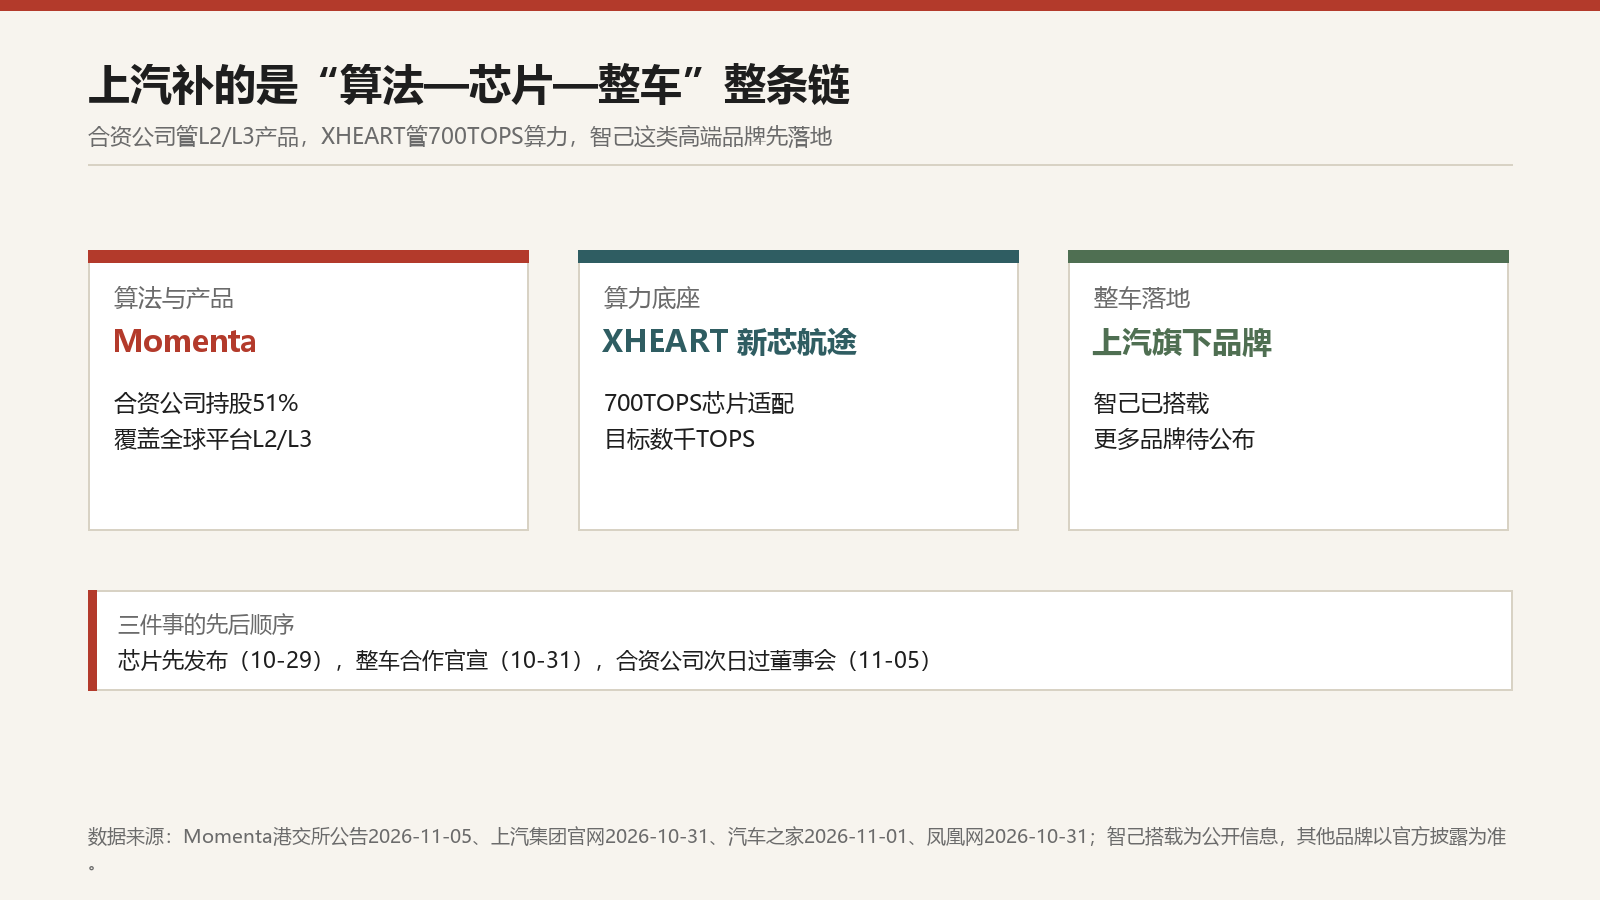 上汽补的是“算法—芯片—整车”整条链
合资公司管L2/L3产品，XHEART管700TOPS算力，智己这类高端品牌先落地
算法与产品
Momenta
合资公司持股51%
覆盖全球平台L2/L3
算力底座
XHEART 新芯航途
700TOPS芯片适配
目标数千TOPS
整车落地
上汽旗下品牌
智己已搭载
更多品牌待公布
三件事的先后顺序
芯片先发布（10-29），整车合作官宣（10-31），合资公司次日过董事会（11-05）
数据来源：Momenta港交所公告2026-11-05、上汽集团官网2026-10-31、汽车之家2026-11-01、凤凰网2026-10-31；智己搭载为公开信息，其他品牌以官方披露为准
。